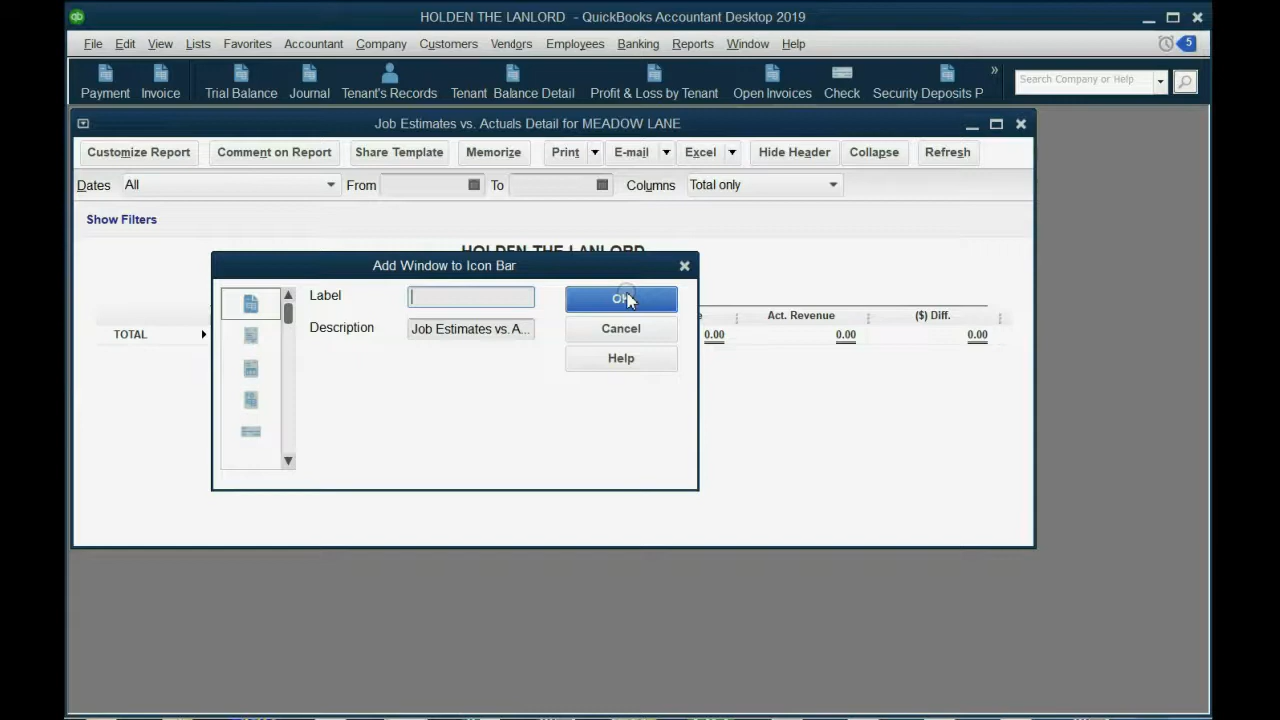 qb
HOLDEN THE LANLORD - QuickBooks Accountant Desktop 2019
File Edit View Lists Favorites Accountant Company Customers Vendors Employees Banking Reports Window Help 5
Payment Invoice Trial Balance Journal Tenant's Records Tenant Balance Detail Profit & Loss by Tenant Open Invoices Check Security Deposits P » Search Company or Help
Job Estimates vs. Actuals Detail for MEADOW LANE
Customize Report Comment on Report Share Template Memorize Print E-mail Excel Hide Header Collapse Refresh
Dates All From To Columns Total only
Show Filters
HOLDEN THE LANLORD
Add Window to Icon Bar
Label OK
Description Job Estimates vs. A... Cancel
Help
Act. Revenue ($) Diff.
TOTAL 0.00 0.00 0.00